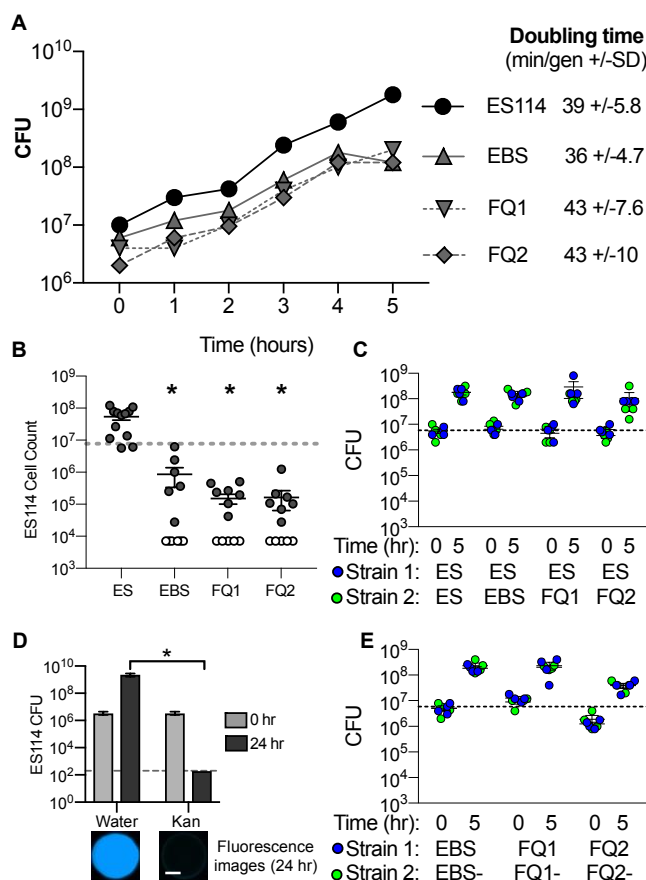 A
Doubling time
(min/gen +/-SD)
10^10
10^9
10^8
10^7
10^6
CFU
0 1 2 3 4 5
Time (hours)
ES114 39 +/-5.8
EBS 36 +/-4.7
FQ1 43 +/-7.6
FQ2 43 +/-10
B
10^9
10^8
10^7
10^6
10^5
10^4
10^3
ES114 Cell Count
* * *
ES EBS FQ1 FQ2
C
10^9
10^8
10^7
10^6
10^5
10^4
10^3
CFU
Time (hr): 0 5 0 5 0 5 0 5
Strain 1: ES ES ES ES
Strain 2: ES EBS FQ1 FQ2
D
10^10
10^8
10^6
10^4
10^2
10^0
ES114 CFU
*
0 hr
24 hr
Water Kan
Fluorescence
images (24 hr)
E
10^9
10^8
10^7
10^6
10^5
10^4
10^3
CFU
Time (hr): 0 5 0 5 0 5
Strain 1: EBS FQ1 FQ2
Strain 2: EBS- FQ1- FQ2-